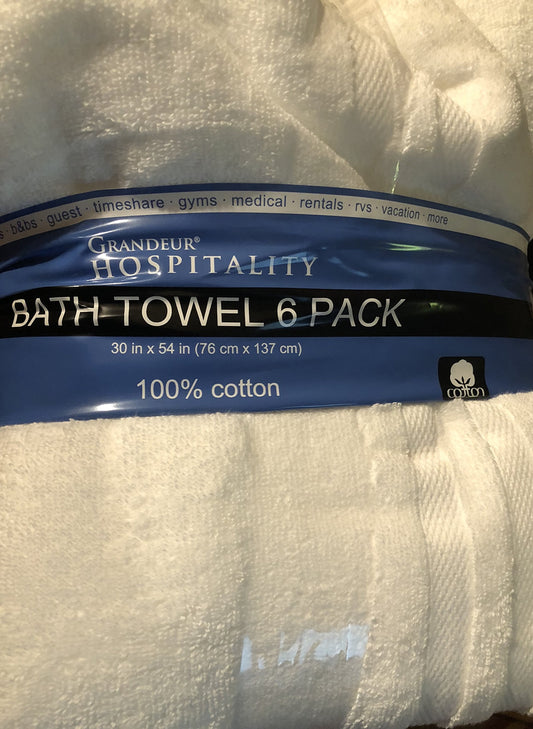 · b&bs · guest · timeshare · gyms · medical · rentals · rvs · vacation · more
GRANDEUR®
HOSPITALITY
BATH TOWEL 6 PACK
30 in x 54 in (76 cm x 137 cm)
100% cotton
cotton